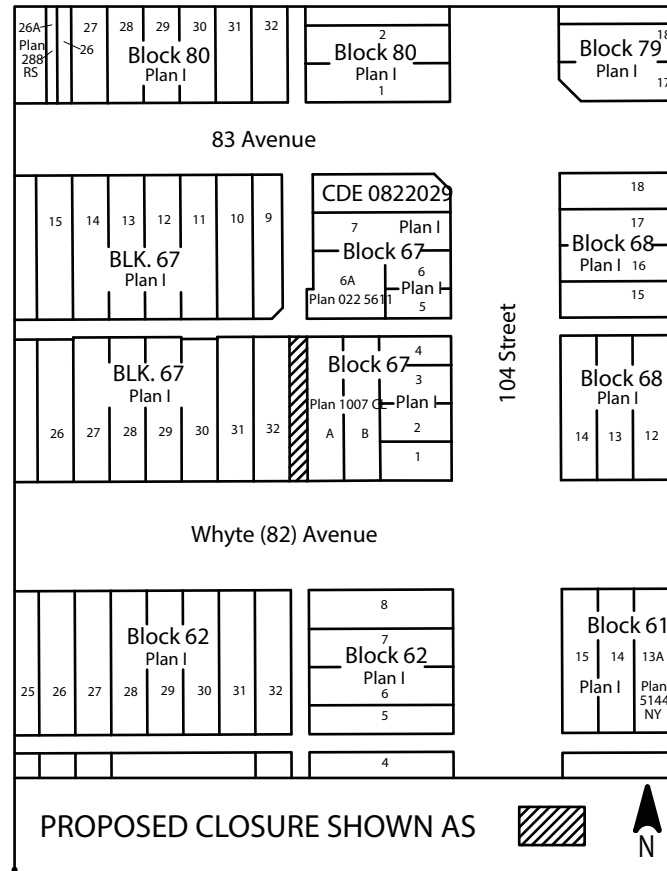 26A
Plan
288
RS
26
27
28
29
30
31
32
Block 80
Plan I
2
Block 80
Plan I
1
18
Block 79
Plan I
17
83 Avenue
15
14
13
12
11
10
9
BLK. 67
Plan I
CDE 0822029
7
Plan I
Block 67
6A
Plan 022 5611
6
Plan I
5
18
17
Block 68
Plan I
16
15
104 Street
BLK. 67
Plan I
26
27
28
29
30
31
32
Block 67
4
3
Plan 1007 CL
Plan I
A
B
2
1
Block 68
Plan I
14
13
12
Whyte (82) Avenue
Block 62
Plan I
25
26
27
28
29
30
31
32
8
7
Block 62
Plan I
6
5
4
Block 61
15
14
13A
Plan I
Plan
5144
NY
PROPOSED CLOSURE SHOWN AS
N